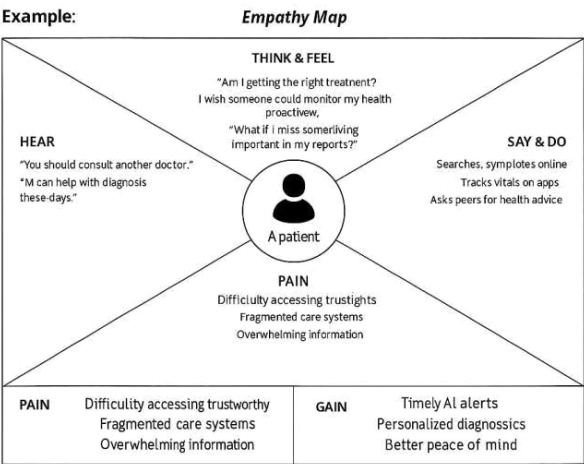 Example:
Empathy Map
THINK & FEEL
"Am I getting the right treatnent?
I wish someone could monitor my health
proactivew,
"What if I miss somerliving
important in my reports?"
HEAR
"You should consult another doctor."
"M can help with diagnosis
these-days."
SAY & DO
Searches, symplotes online
Tracks vitals on apps
Asks peers for health advice
A patient
PAIN
Difficiulty accessing trustights
Fragmented care systems
Overwhelming information
PAIN
Difficulity accessing trustworthy
Fragmented care systems
Overwhelming information
GAIN
Timely Al alerts
Personalized diagnossics
Better peace of mind